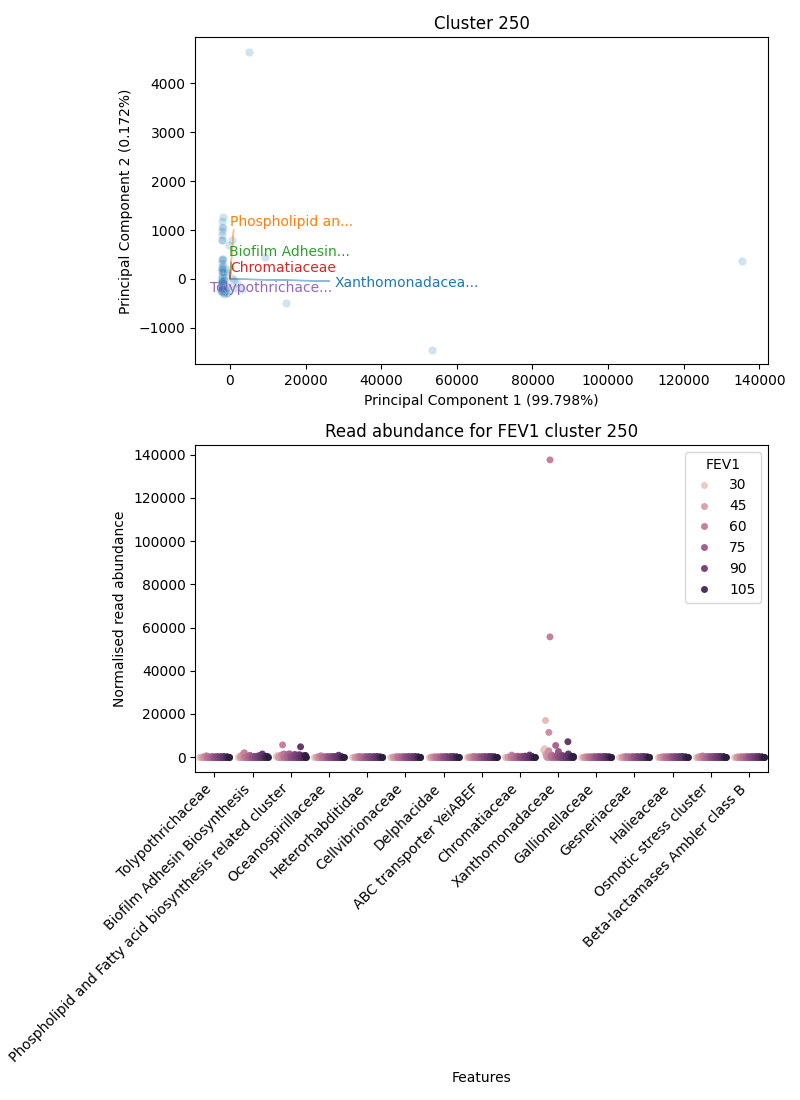 Cluster 250
Principal Component 2 (0.172%)
4000
3000
2000
1000
0
−1000
Phospholipid an...
Biofilm Adhesin...
Chromatiaceae
Xanthomonadacea...
Tolypothrichace...
0 20000 40000 60000 80000 100000 120000 140000
Principal Component 1 (99.798%)
Read abundance for FEV1 cluster 250
Normalised read abundance
140000
120000
100000
80000
60000
40000
20000
0
FEV1
30
45
60
75
90
105
Tolypothrichaceae
Biofilm Adhesin Biosynthesis
Phospholipid and Fatty acid biosynthesis related cluster
Oceanospirillaceae
Heterorhabditidae
Cellvibrionaceae
Delphacidae
ABC transporter YeiABEF
Chromatiaceae
Xanthomonadaceae
Gallionellaceae
Gesneriaceae
Halieaceae
Osmotic stress cluster
Beta-lactamases Ambler class B
Features